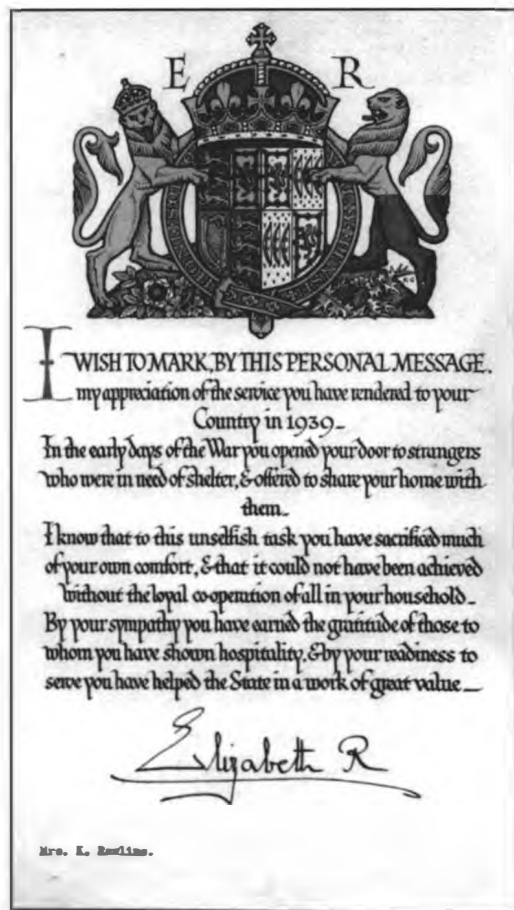 E R
I WISH TO MARK, BY THIS PERSONAL MESSAGE,
my appreciation of the service you have rendered to your
Country in 1939_
In the early days of the War you opened your door to strangers
who were in need of shelter, & offered to share your home with
them_
I know that to this unselfish task you have sacrificed much
of your own comfort, & that it could not have been achieved
without the loyal co-operation of all in your household_
By your sympathy you have earned the gratitude of those to
whom you have shown hospitality, & by your readiness to
serve you have helped the State in a work of great value_
Elizabeth R
Mrs. K. Rawlins.